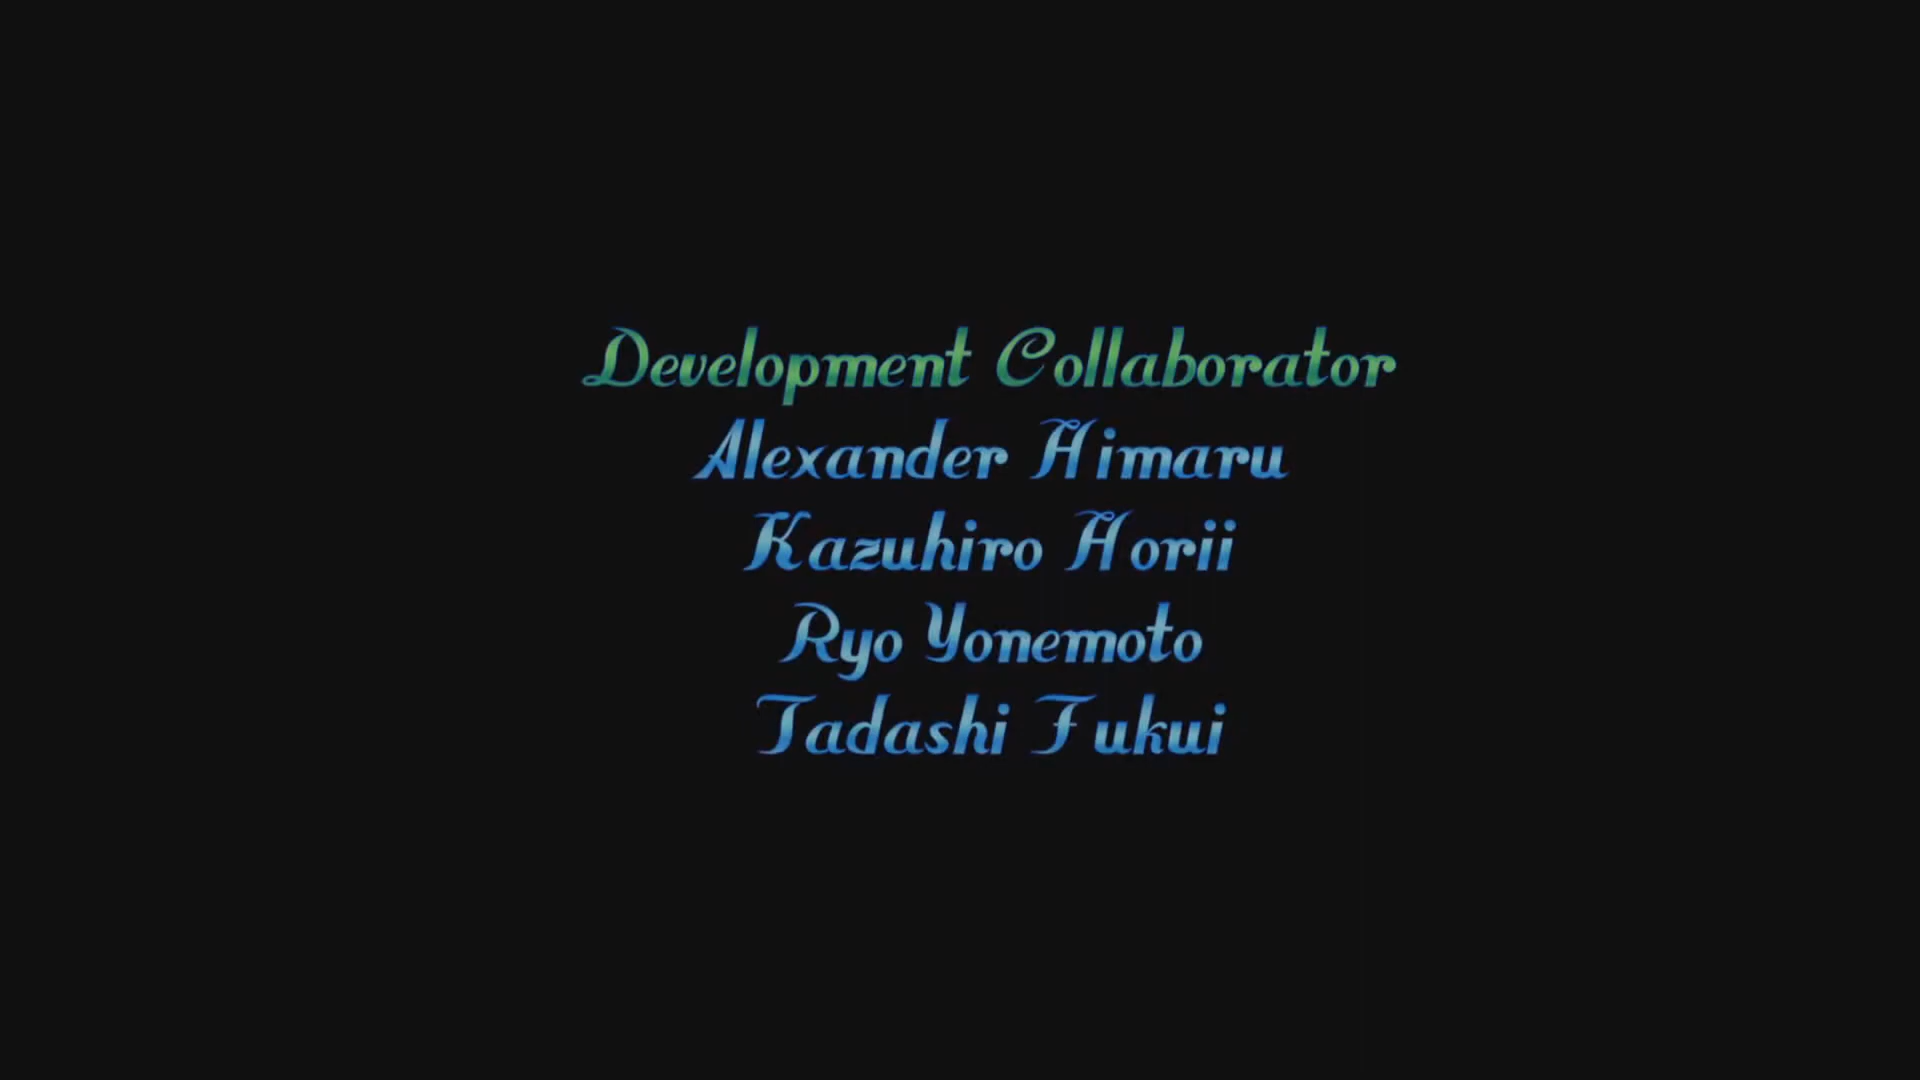 Development Collaborator
Alexander Himaru
Kazuhiro Horii
Ryo Yonemoto
Tadashi Fukui